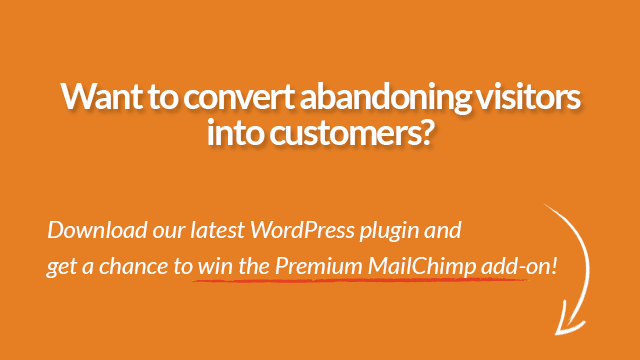 Want to convert abandoning visitors
into customers?
Download our latest WordPress plugin and
get a chance to win the Premium MailChimp add-on!